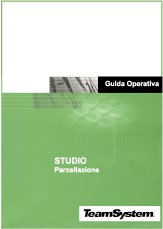 Guida Operativa
STUDIO
Parcellazione
TeamSystem